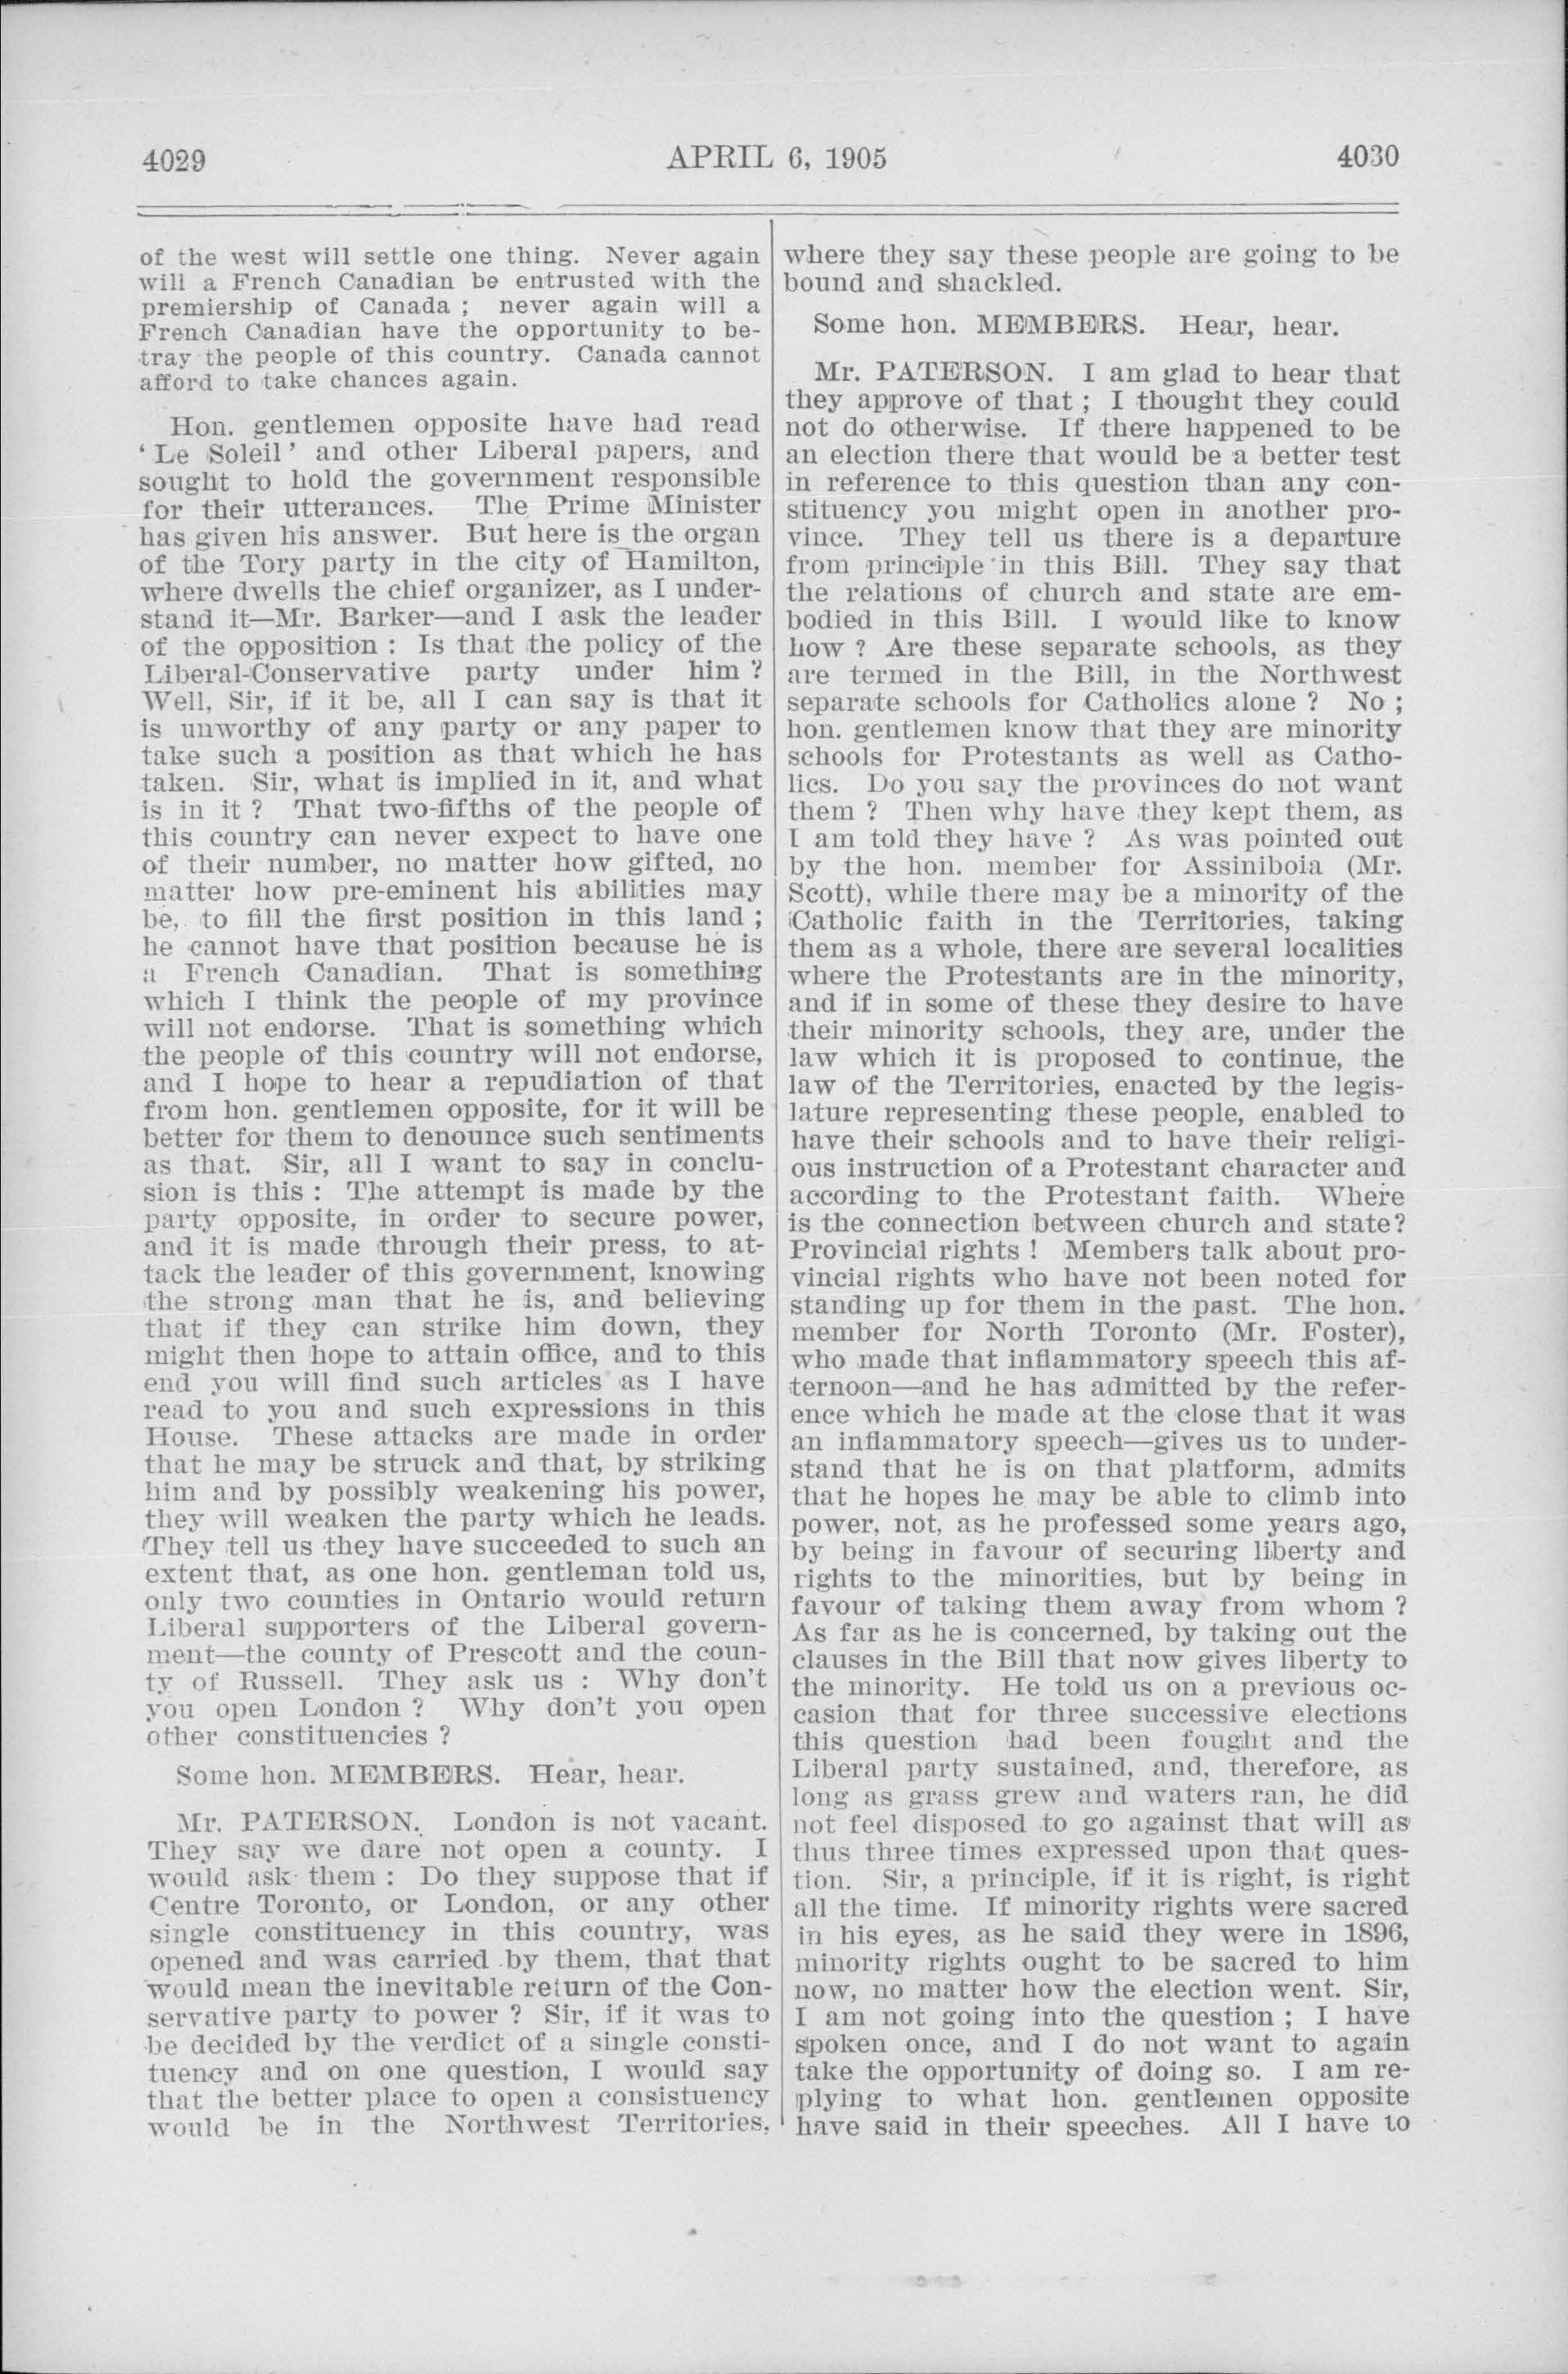 4029
APRIL 6, 1905
4030
of the west will settle one thing. Never again
will a French Canadian be entrusted with the
premiership of Canada ; never again will a
French Canadian have the opportunity to be-
tray the people of this country. Canada cannot
afford to take chances again.
Hon. gentlemen opposite have had read
‘ Le Soleil ’ and other Liberal papers, and
sought to hold the government responsible
for their utterances. The Prime Minister
has given his answer. But here is the organ
of the Tory party in the city of Hamilton,
where dwells the chief organizer, as I under-
stand it—Mr. Barker—and I ask the leader
of the opposition : Is that the policy of the
Liberal-Conservative party under him ?
Well, Sir, if it be, all I can say is that it
is unworthy of any party or any paper to
take such a position as that which he has
taken. Sir, what is implied in it, and what
is in it ? That two-fifths of the people of
this country can never expect to have one
of their number, no matter how gifted, no
matter how pre-eminent his abilities may
be, to fill the first position in this land ;
he cannot have that position because he is
a French Canadian. That is something
which I think the people of my province
will not endorse. That is something which
the people of this country will not endorse,
and I hope to hear a repudiation of that
from hon. gentlemen opposite, for it will be
better for them to denounce such sentiments
as that. Sir, all I want to say in conclu-
sion is this : The attempt is made by the
party opposite, in order to secure power,
and it is made through their press, to at-
tack the leader of this government, knowing
the strong man that he is, and believing
that if they can strike him down, they
might then hope to attain office, and to this
end you will find such articles as I have
read to you and such expressions in this
House. These attacks are made in order
that he may be struck and that, by striking
him and by possibly weakening his power,
they will weaken the party which he leads.
They tell us they have succeeded to such an
extent that, as one hon. gentleman told us,
only two counties in Ontario would return
Liberal supporters of the Liberal govern-
ment—the county of Prescott and the coun-
ty of Russell. They ask us : Why don't
you open London ? Why don't you open
other constituencies ?
Some hon. MEMBERS. Hear, hear.
Mr. PATERSON. London is not vacant.
They say we dare not open a county. I
would ask them : Do they suppose that if
Centre Toronto, or London, or any other
single constituency in this country, was
opened and was carried by them, that that
would mean the inevitable return of the Con-
servative party to power ? Sir, if it was to
be decided by the verdict of a single consti-
tuency and on one question, I would say
that the better place to open a consistuency
would be in the Northwest Territories,
where they say these people are going to be
bound and shackled.
Some hon. MEMBERS. Hear, hear.
Mr. PATERSON. I am glad to hear that
they approve of that ; I thought they could
not do otherwise. If there happened to be
an election there that would be a better test
in reference to this question than any con-
stituency you might open in another pro-
vince. They tell us there is a departure
from principle in this Bill. They say that
the relations of church and state are em-
bodied in this Bill. I would like to know
how ? Are these separate schools, as they
are termed in the Bill, in the Northwest
separate schools for Catholics alone ? No ;
hon. gentlemen know that they are minority
schools for Protestants as well as Catho-
lics. Do you say the provinces do not want
them ? Then why have they kept them, as
I am told they have ? As was pointed out
by the hon. member for Assiniboia (Mr.
Scott), while there may be a minority of the
Catholic faith in the Territories, taking
them as a whole, there are several localities
where the Protestants are in the minority,
and if in some of these they desire to have
their minority schools, they are, under the
law which it is proposed to continue, the
law of the Territories, enacted by the legis-
lature representing these people, enabled to
have their schools and to have their religi-
ous instruction of a Protestant character and
according to the Protestant faith. Where
is the connection between church and state?
Provincial rights ! Members talk about pro-
vincial rights who have not been noted for
standing up for them in the past. The hon.
member for North Toronto (Mr. Foster),
who made that inflammatory speech this af-
ternoon—and he has admitted by the refer-
ence which he made at the close that it was
an inflammatory speech—gives us to under-
stand that he is on that platform, admits
that he hopes he may be able to climb into
power, not, as he professed some years ago,
by being in favour of securing liberty and
rights to the minorities, but by being in
favour of taking them away from whom ?
As far as he is concerned, by taking out the
clauses in the Bill that now gives liberty to
the minority. He told us on a previous oc-
casion that for three successive elections
this question had been fought and the
Liberal party sustained, and, therefore, as
long as grass grew and waters ran, he did
not feel disposed to go against that will as
thus three times expressed upon that ques-
tion. Sir, a principle, if it is right, is right
all the time. If minority rights were sacred
in his eyes, as he said they were in 1896,
minority rights ought to be sacred to him
now, no matter how the election went. Sir,
I am not going into the question ; I have
spoken once, and I do not want to again
take the opportunity of doing so. I am re-
plying to what hon. gentlemen opposite
have said in their speeches. All I have to